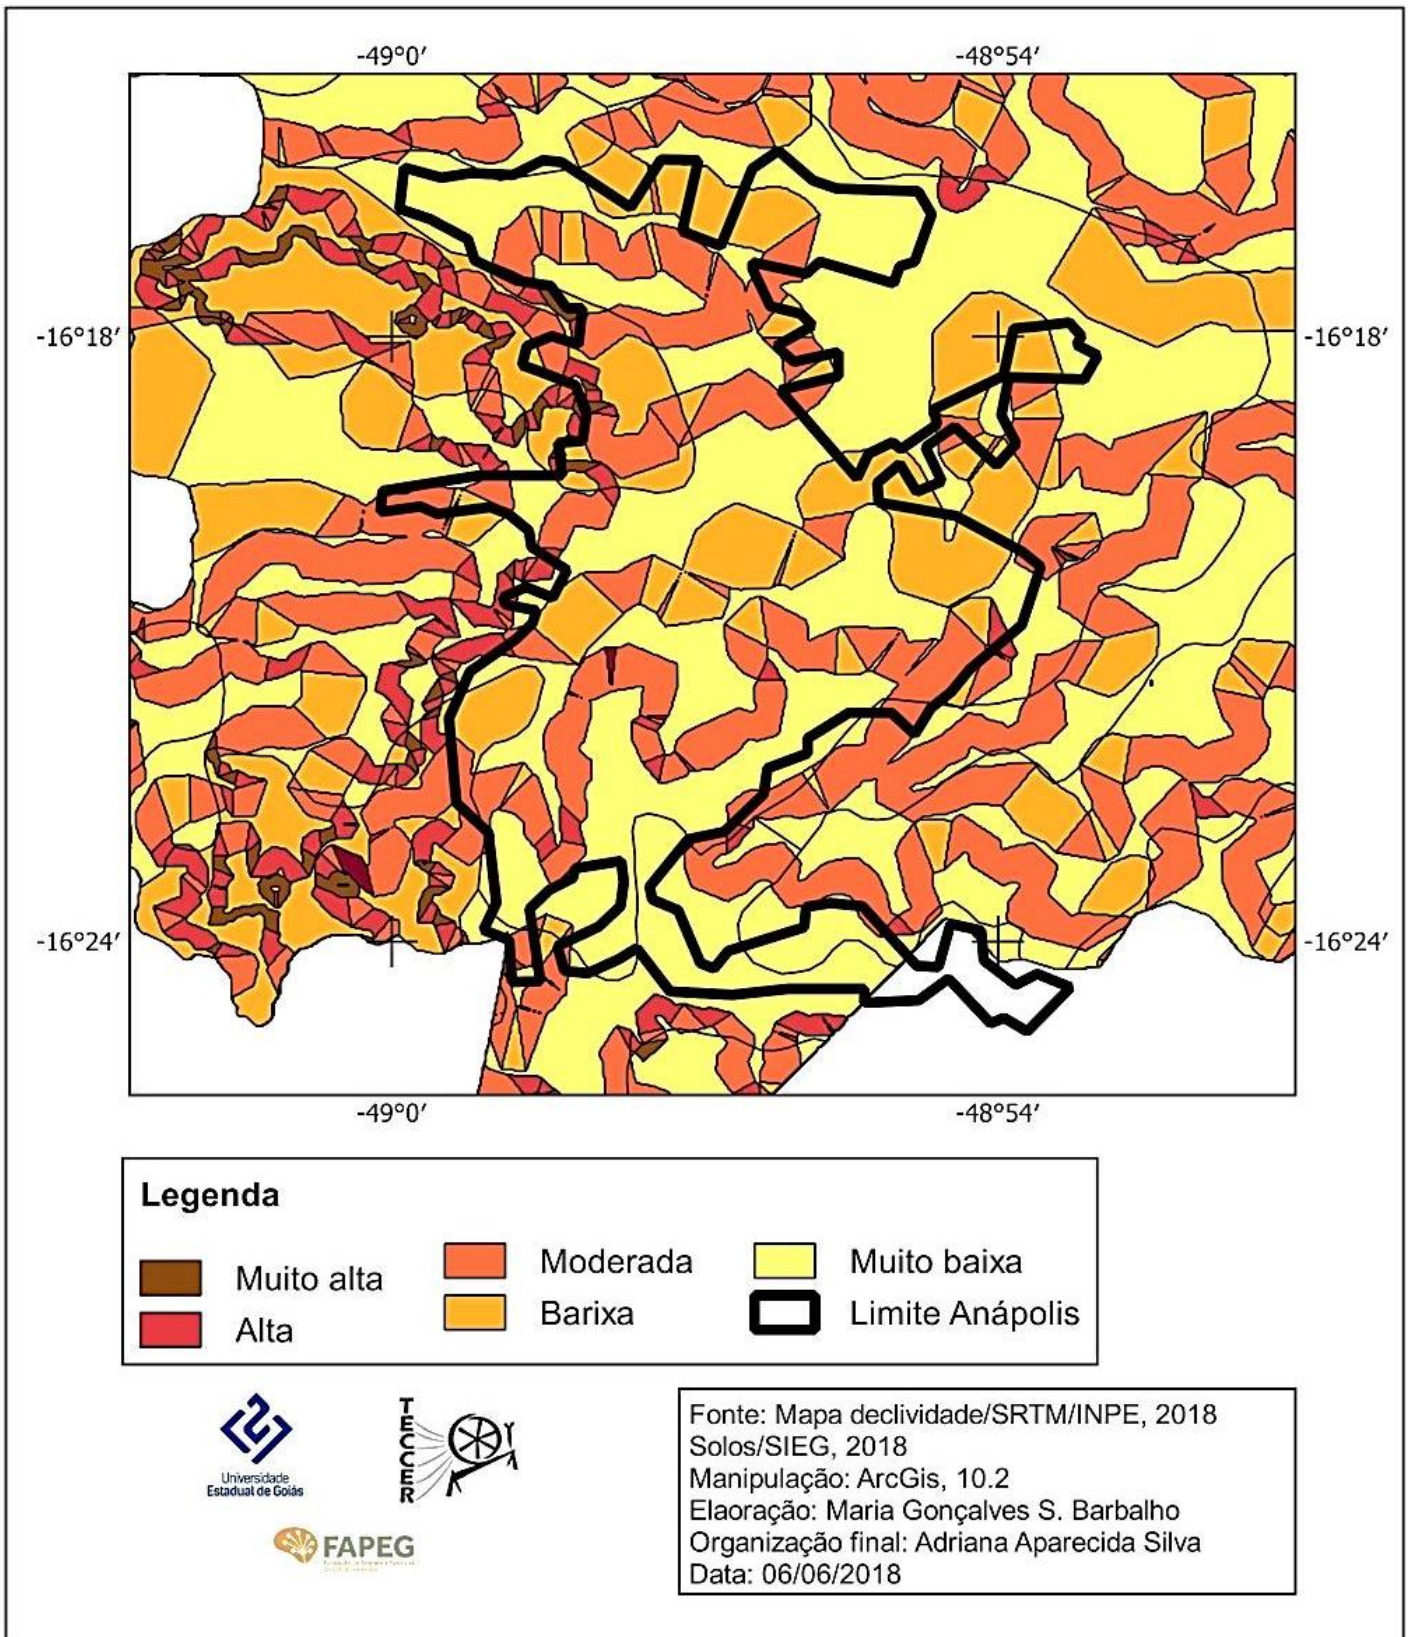 -49°0′
-48°54′
-16°18′
-16°18′
-16°24′
-16°24′
-49°0′
-48°54′
Legenda
Muito alta
Alta
Moderada
Barixa
Muito baixa
Limite Anápolis
Universidade
Estadual de Goiás
TECCER
FAPEG
Fonte: Mapa declividade/SRTM/INPE, 2018
Solos/SIEG, 2018
Manipulação: ArcGis, 10.2
Elaoração: Maria Gonçalves S. Barbalho
Organização final: Adriana Aparecida Silva
Data: 06/06/2018